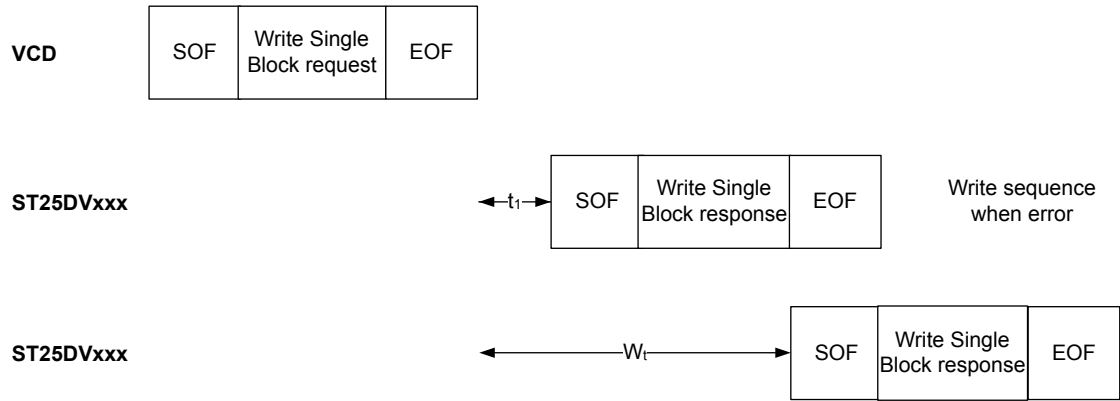 VCD
SOF
Write Single
Block request
EOF
ST25DVxxx
t1
SOF
Write Single
Block response
EOF
Write sequence
when error
ST25DVxxx
Wt
SOF
Write Single
Block response
EOF